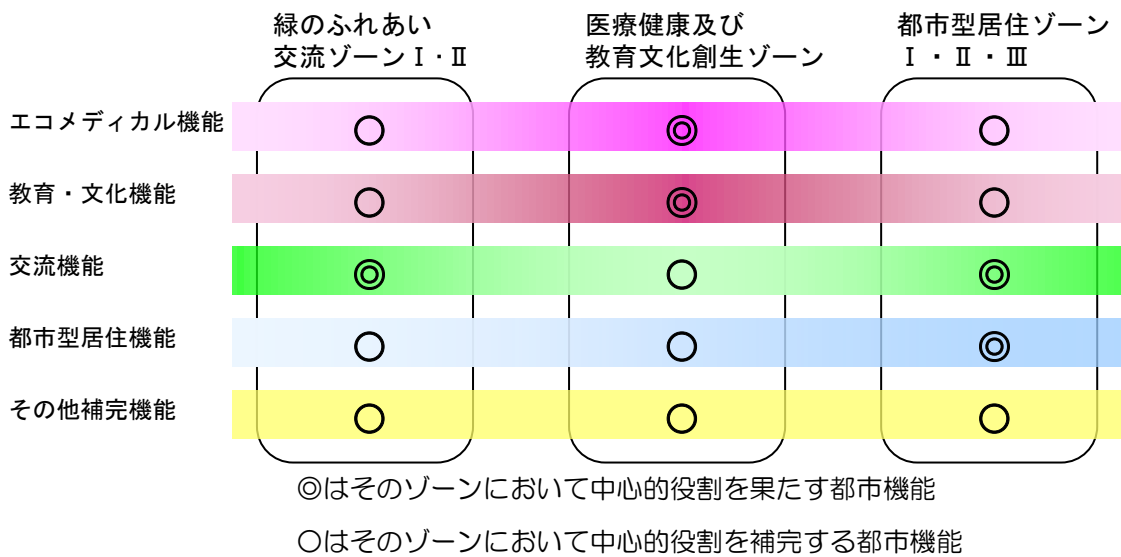 緑のふれあい
交流ゾーンⅠ・Ⅱ
医療健康及び
教育文化創生ゾーン
都市型居住ゾーン
Ⅰ・Ⅱ・Ⅲ
エコメディカル機能 ○ ◎ ○
教育・文化機能 ○ ◎ ○
交流機能 ◎ ○ ◎
都市型居住機能 ○ ○ ◎
その他補完機能 ○ ○ ○
◎はそのゾーンにおいて中心的役割を果たす都市機能
○はそのゾーンにおいて中心的役割を補完する都市機能